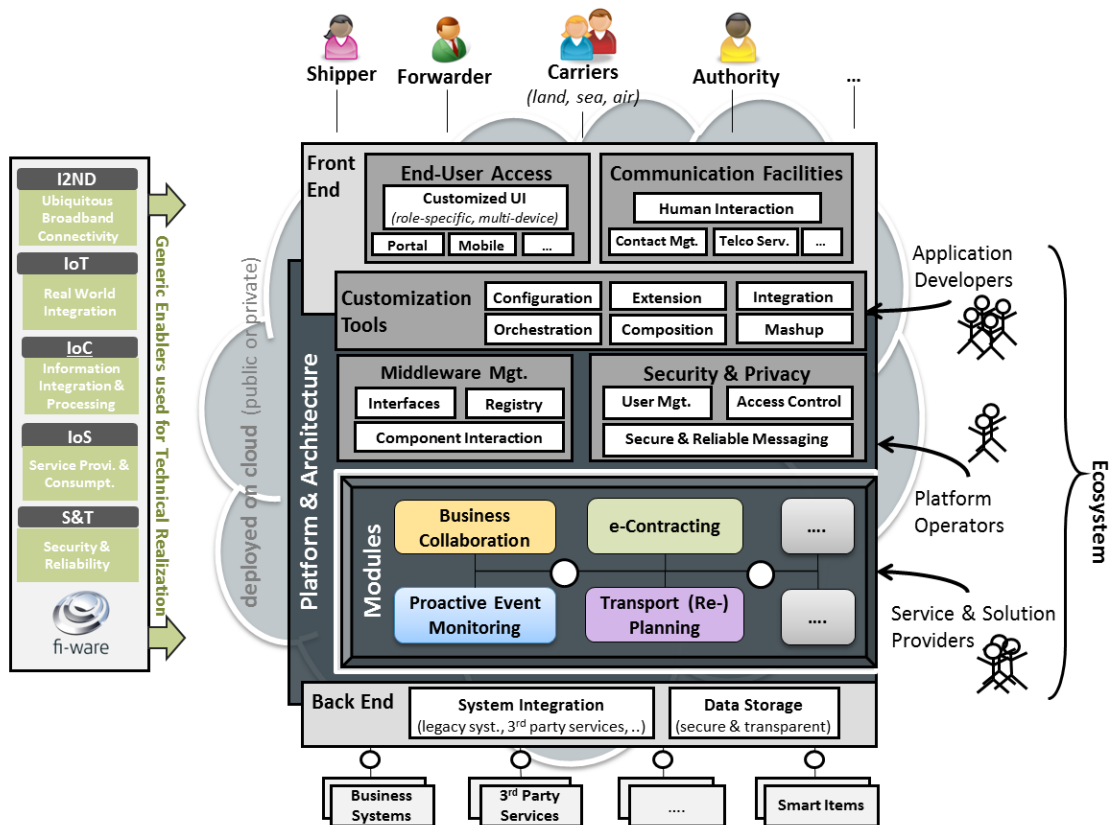 Shipper
Forwarder
Carriers
(land, sea, air)
Authority
...
I2ND
Ubiquitous
Broadband
Connectivity
IoT
Real World
Integration
IoC
Information
Integration &
Processing
IoS
Service Provi. &
Consumpt.
S&T
Security &
Reliability
fi-ware
Generic Enablers used for Technical Realization
deployed on cloud (public or private)
Platform & Architecture
Front
End
End-User Access
Customized UI
(role-specific, multi-device)
Portal
Mobile
...
Communication Facilities
Human Interaction
Contact Mgt.
Telco Serv.
...
Customization
Tools
Configuration
Extension
Integration
Orchestration
Composition
Mashup
Middleware Mgt.
Interfaces
Registry
Component Interaction
Security & Privacy
User Mgt.
Access Control
Secure & Reliable Messaging
Modules
Business
Collaboration
e-Contracting
....
Proactive Event
Monitoring
Transport (Re-)
Planning
....
Back End
System Integration
(legacy syst., 3rd party services, ..)
Data Storage
(secure & transparent)
Business
Systems
3rd Party
Services
....
Smart Items
Application
Developers
Platform
Operators
Service & Solution
Providers
Ecosystem